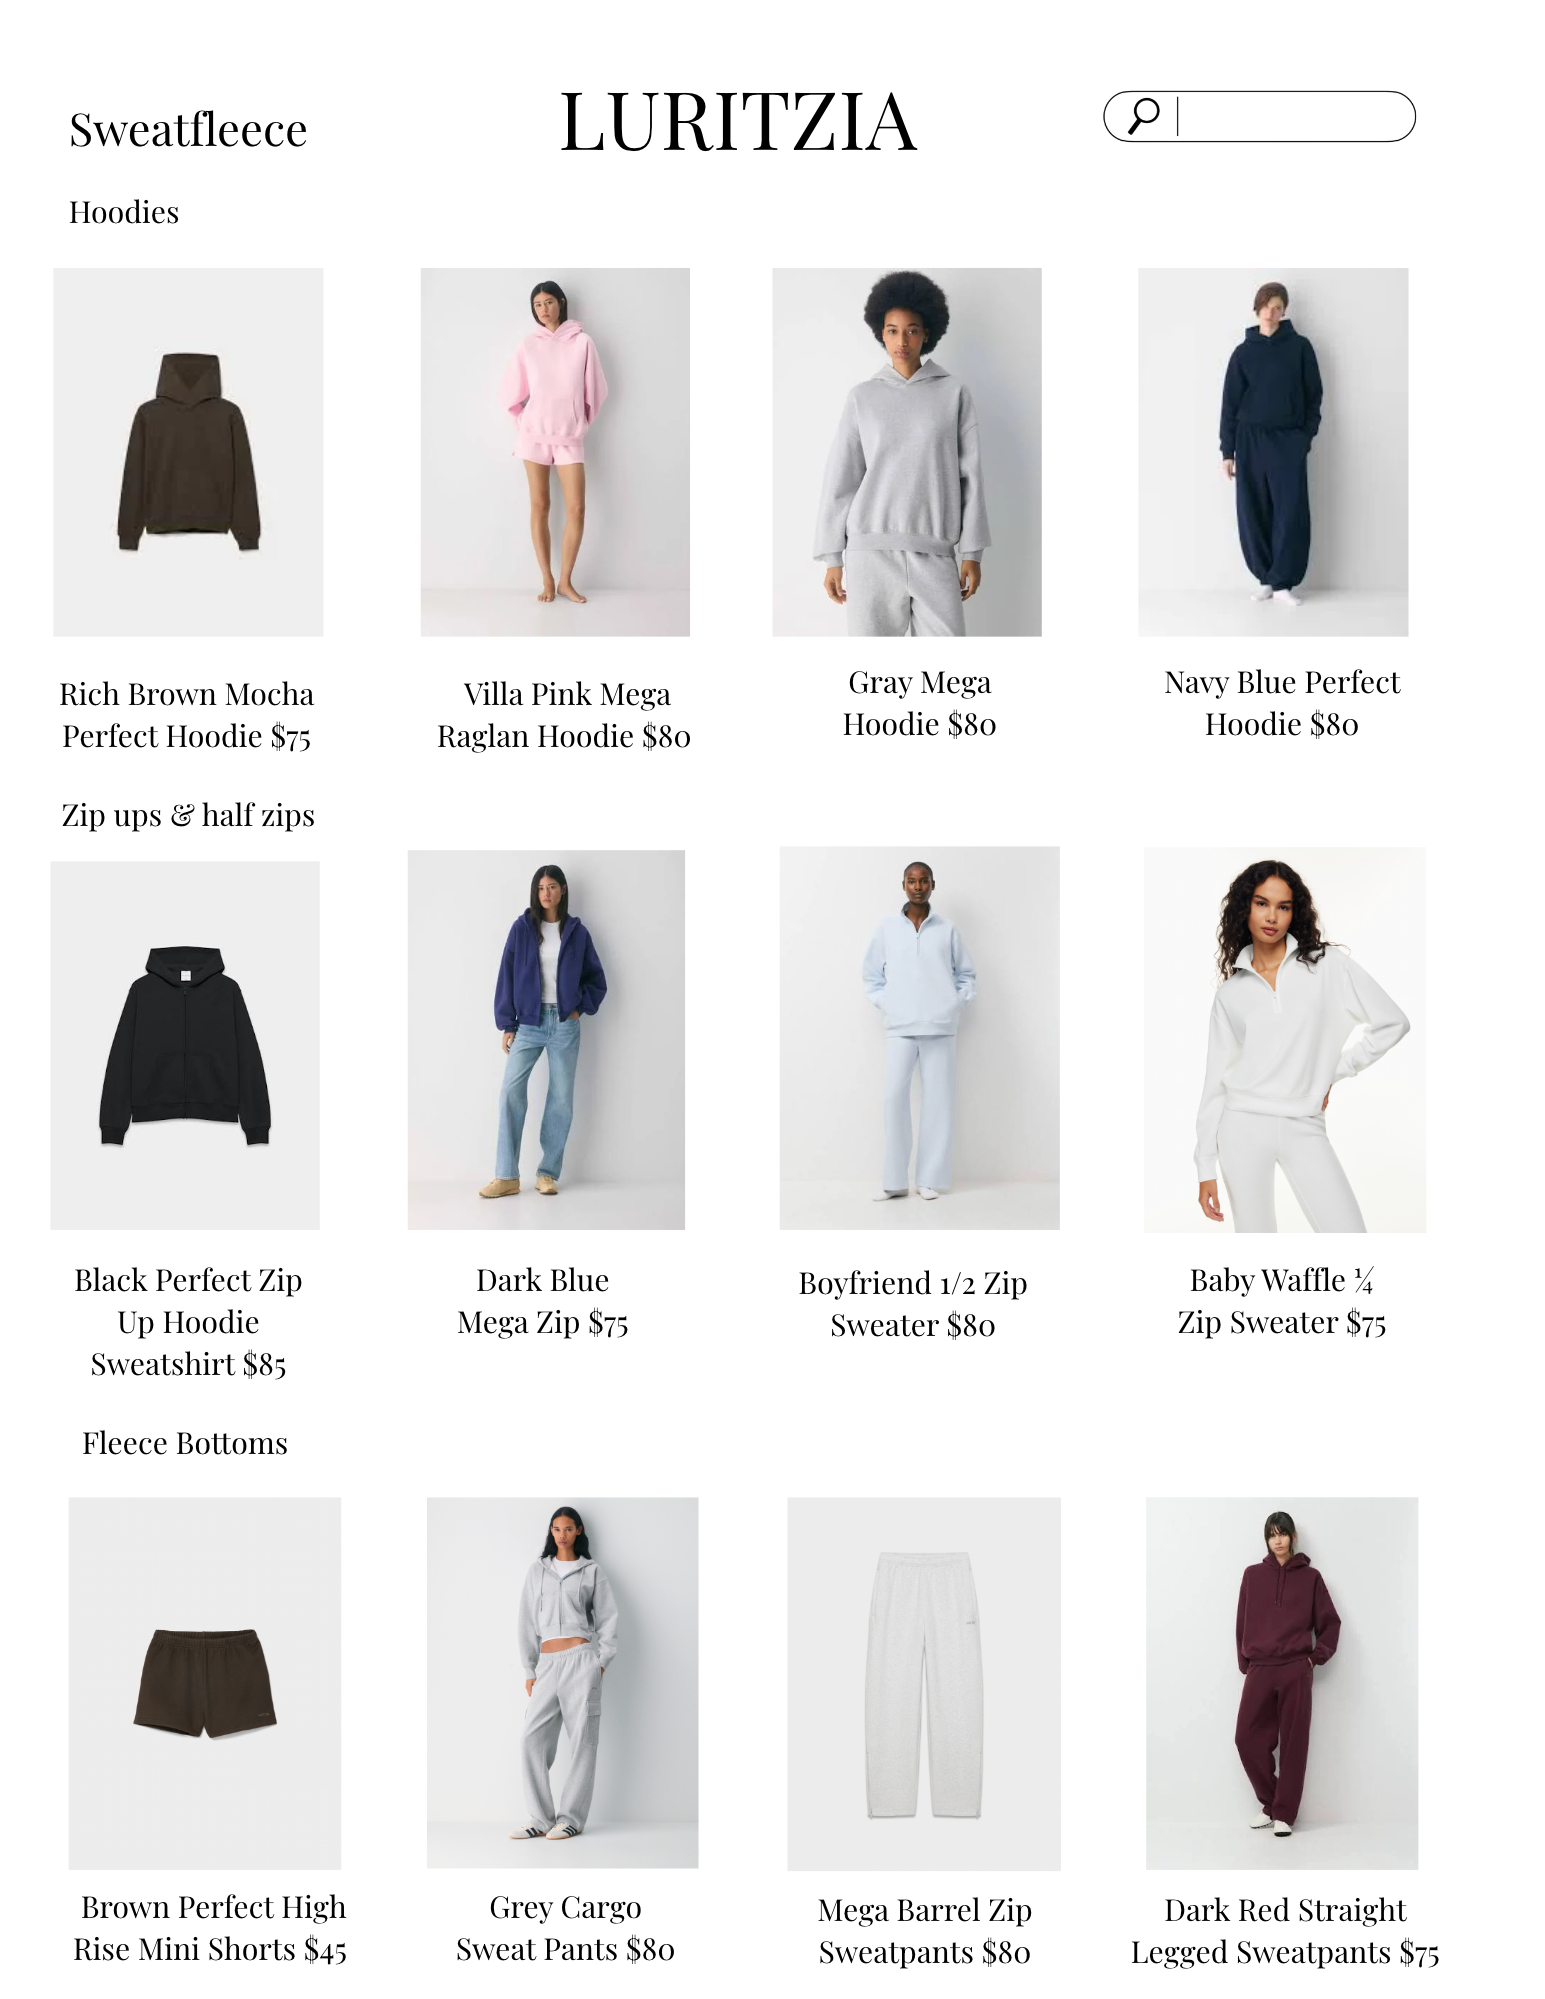 Sweatfleece
LURITZIA
Hoodies
Rich Brown Mocha
Perfect Hoodie $75
Villa Pink Mega
Raglan Hoodie $80
Gray Mega
Hoodie $80
Navy Blue Perfect
Hoodie $80
Zip ups & half zips
Black Perfect Zip
Up Hoodie
Sweatshirt $85
Dark Blue
Mega Zip $75
Boyfriend 1/2 Zip
Sweater $80
Baby Waffle ¼
Zip Sweater $75
Fleece Bottoms
Brown Perfect High
Rise Mini Shorts $45
Grey Cargo
Sweat Pants $80
Mega Barrel Zip
Sweatpants $80
Dark Red Straight
Legged Sweatpants $75